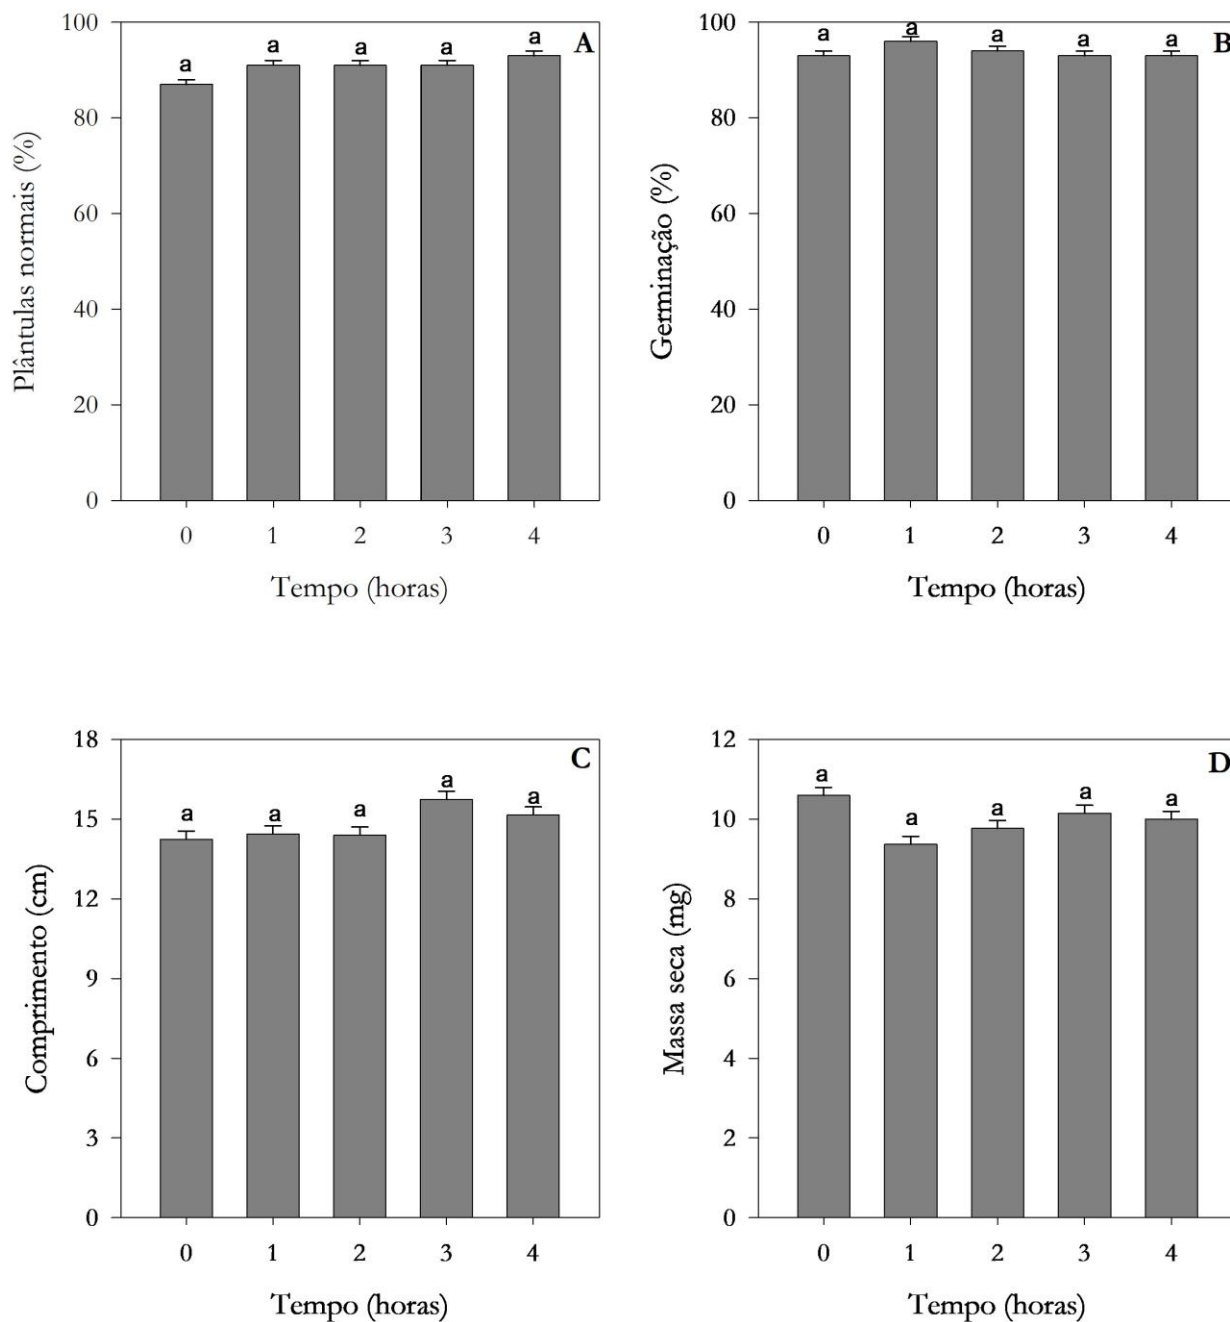 A
Plântulas normais (%)
100
80
60
40
20
0
a
a
a
a
a
0 1 2 3 4
Tempo (horas)
B
Germinação (%)
100
80
60
40
20
0
a
a
a
a
a
0 1 2 3 4
Tempo (horas)
C
Comprimento (cm)
18
15
12
9
6
3
0
a
a
a
a
a
0 1 2 3 4
Tempo (horas)
D
Massa seca (mg)
12
10
8
6
4
2
0
a
a
a
a
a
0 1 2 3 4
Tempo (horas)